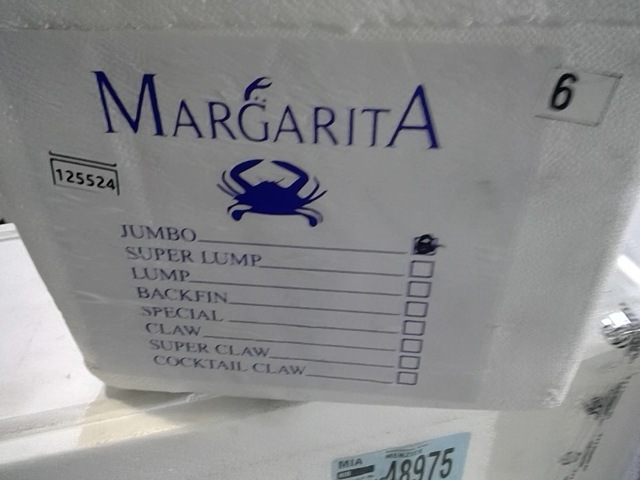 MARGARITA
6
125524
JUMBO
SUPER LUMP
LUMP
BACKFIN
SPECIAL
CLAW
SUPER CLAW
COCKTAIL CLAW
MIA
48975